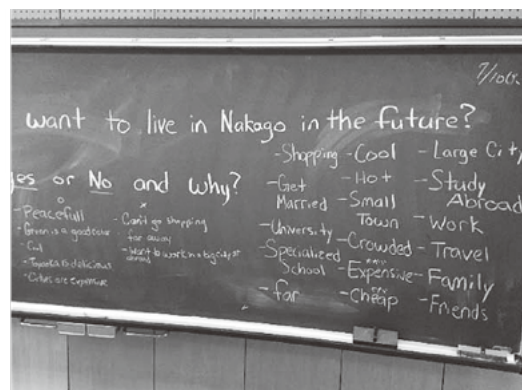 7/10
want to live in Nakago in the future?
yes or No and why?
- Peacefull
- Green is a good color
- Cool
- delicious
- Cities are expensive
- Can't go shopping
far away
- Want to work in a big city or
abroad
- Shopping
- Get
Married
- University
- Specialized
School
- far
- Cool
- Hot
- Small
Town
- Crowded
- Expensive
- Cheap
- Large City
- Study
Abroad
- Work
- Travel
- Family
- Friends